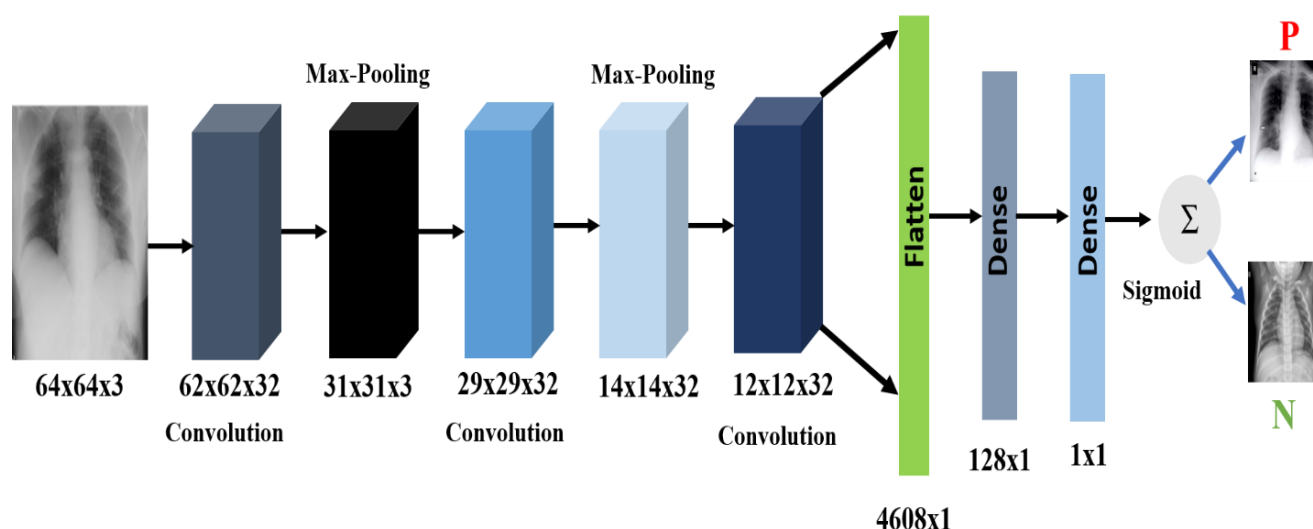 Max-Pooling
Max-Pooling
64x64x3
62x62x32
31x31x3
29x29x32
14x14x32
12x12x32
Convolution
Convolution
Convolution
Flatten
4608x1
Dense
128x1
Dense
1x1
Σ
Sigmoid
P
N